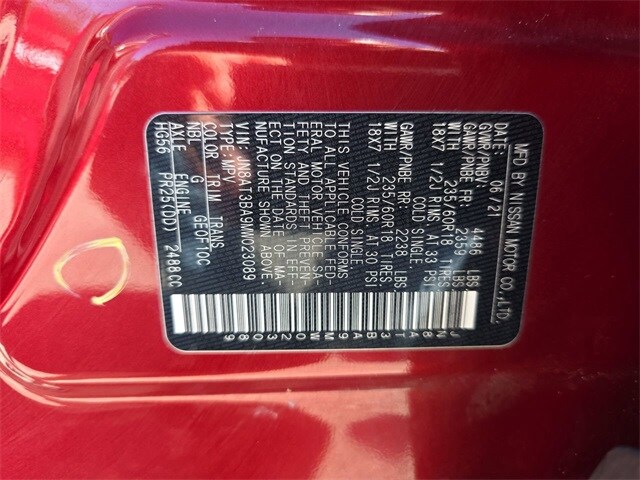 MFD BY NISSAN MOTOR CO.,LTD.
DATE: 06/21
GVWR/PNBV: 4486 LBS.
GAWR/PNBE FR: 2359 LBS.
WITH 235/60R18 TIRES
18X7 1/2J RIMS AT 33 PSI
COLD SINGLE.
GAWR/PNBE RR: 2238 LBS.
WITH 235/60R18 TIRES
18X7 1/2J RIMS AT 30 PSI
COLD SINGLE.
THIS VEHICLE CONFORMS
TO ALL APPLICABLE FED-
ERAL MOTOR VEHICLE SA-
FETY AND THEFT PREVEN-
TION STANDARDS IN EFF-
ECT ON THE DATE OF MA
NUFACTURE SHOWN ABOVE.
VIN: JN8AT3BA9MW023089
TYPE:MPV
COLOR TRIM TRANS
NBL G GEOF10C
AXLE ENGINE
HG56 PR25(DD) 2488CC
JN8AT3BA9MW023089